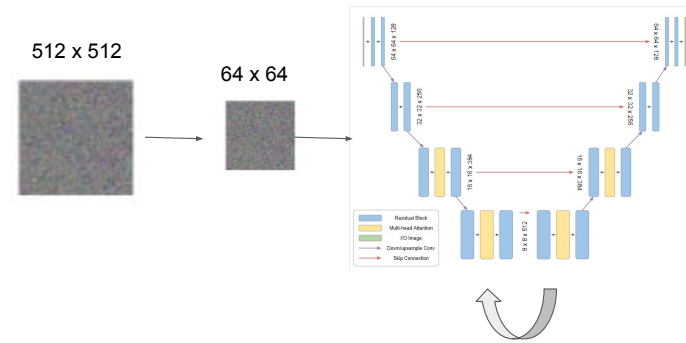 512 x 512
64 x 64
64 x 64 x 128
64 x 64 x 128
32 x 32 x 256
32 x 32 x 256
16 x 16 x 384
16 x 16 x 384
8 x 8 x 512
Residual Block
Multi-head Attention
I/O Image
Down/upsample Conv
Skip Connection